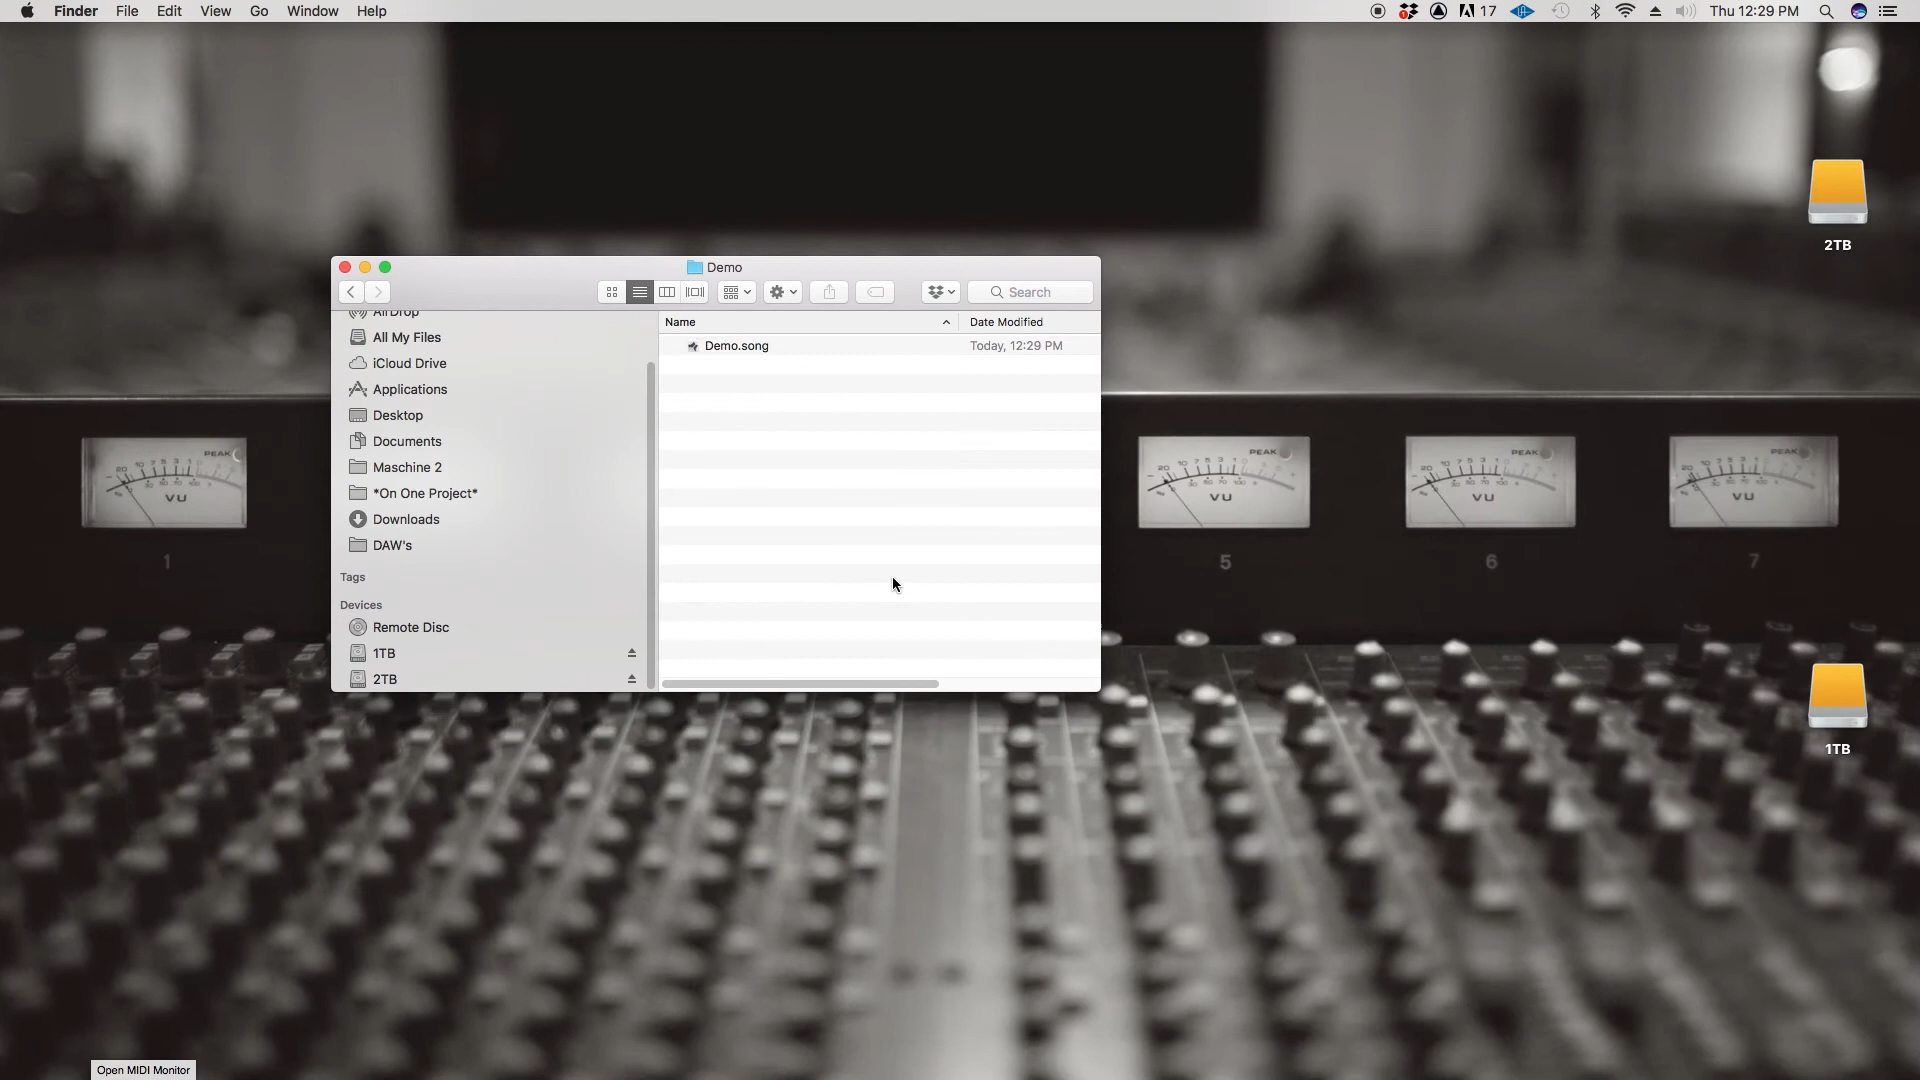 Finder File Edit View Go Window Help
17 Thu 12:29 PM
2TB
Demo
Search
AirDrop
All My Files
iCloud Drive
Applications
Desktop
Documents
Maschine 2
*On One Project*
Downloads
DAW's
Tags
Devices
Remote Disc
1TB
2TB
Name Date Modified
Demo.song Today, 12:29 PM
PEAK
VU
1
PEAK
VU
5
PEAK
VU
6
PEAK
VU
7
1TB
Open MIDI Monitor